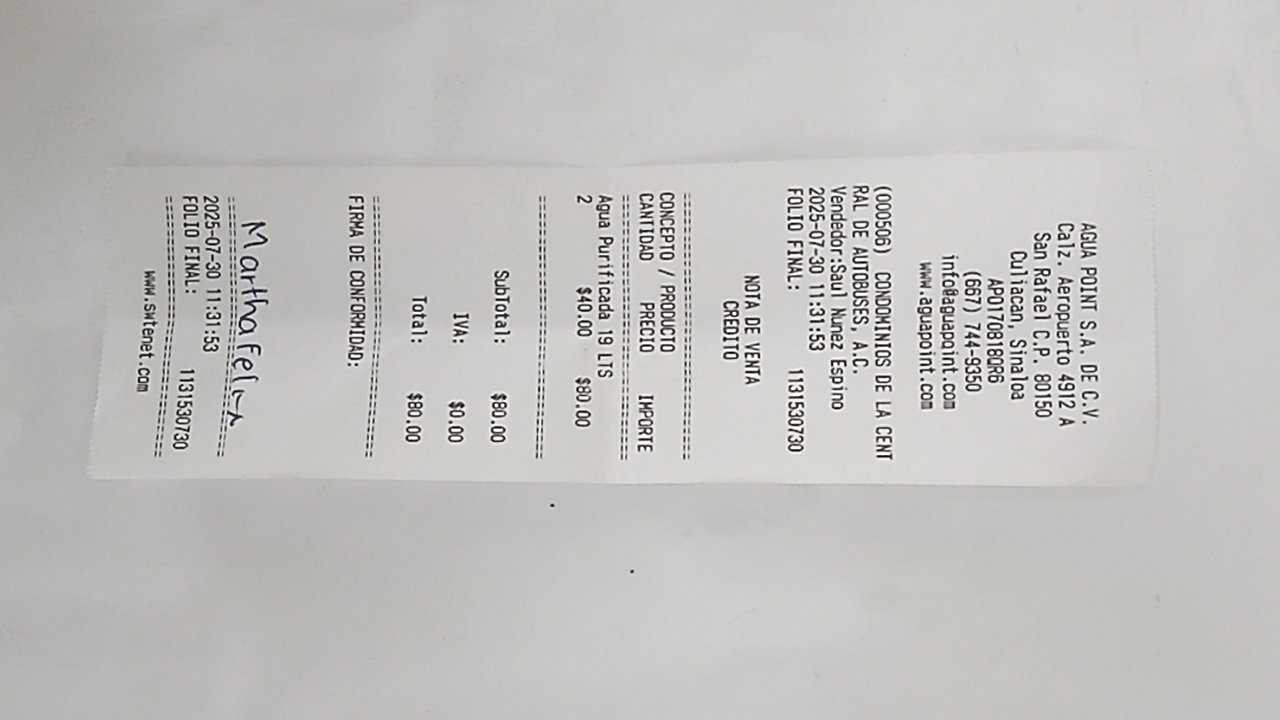 AGUA POINT S.A. DE C.V.
Calz. Aeropuerto 4912 A
San Rafael C.P. 80150
Culiacan, Sinaloa
APO170818QR6
(667) 744-9350
info@aguapoint.com
www.aguapoint.com
(000506) CONDOMINIOS DE LA CENT
RAL DE AUTOBUSES, A.C.
Vendedor:Saul Nunez Espino
2025-07-30 11:31:53
FOLIO FINAL: 1131530730
NOTA DE VENTA
CREDITO
==============================
CONCEPTO / PRODUCTO
CANTIDAD PRECIO IMPORTE
==============================
Agua Purificada 19 LTS
2 $40.00 $80.00
==============================
SubTotal: $80.00
IVA: $0.00
Total: $80.00
==============================
FIRMA DE CONFORMIDAD:
Martha
==============================
2025-07-30 11:31:53
FOLIO FINAL: 1131530730
==============================
www.swtenet.com